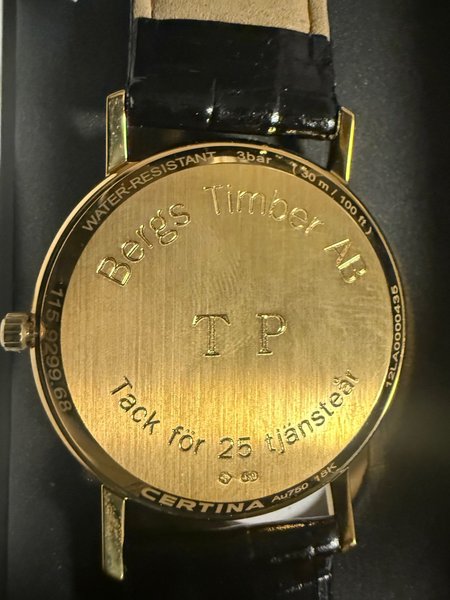 WATER-RESISTANT 3bar (30 m / 100 ft)
Bergs Timber AB
T P
Tack för 25 tjänsteår
12LA0000435
CERTINA Au750 18K
115.9299.68